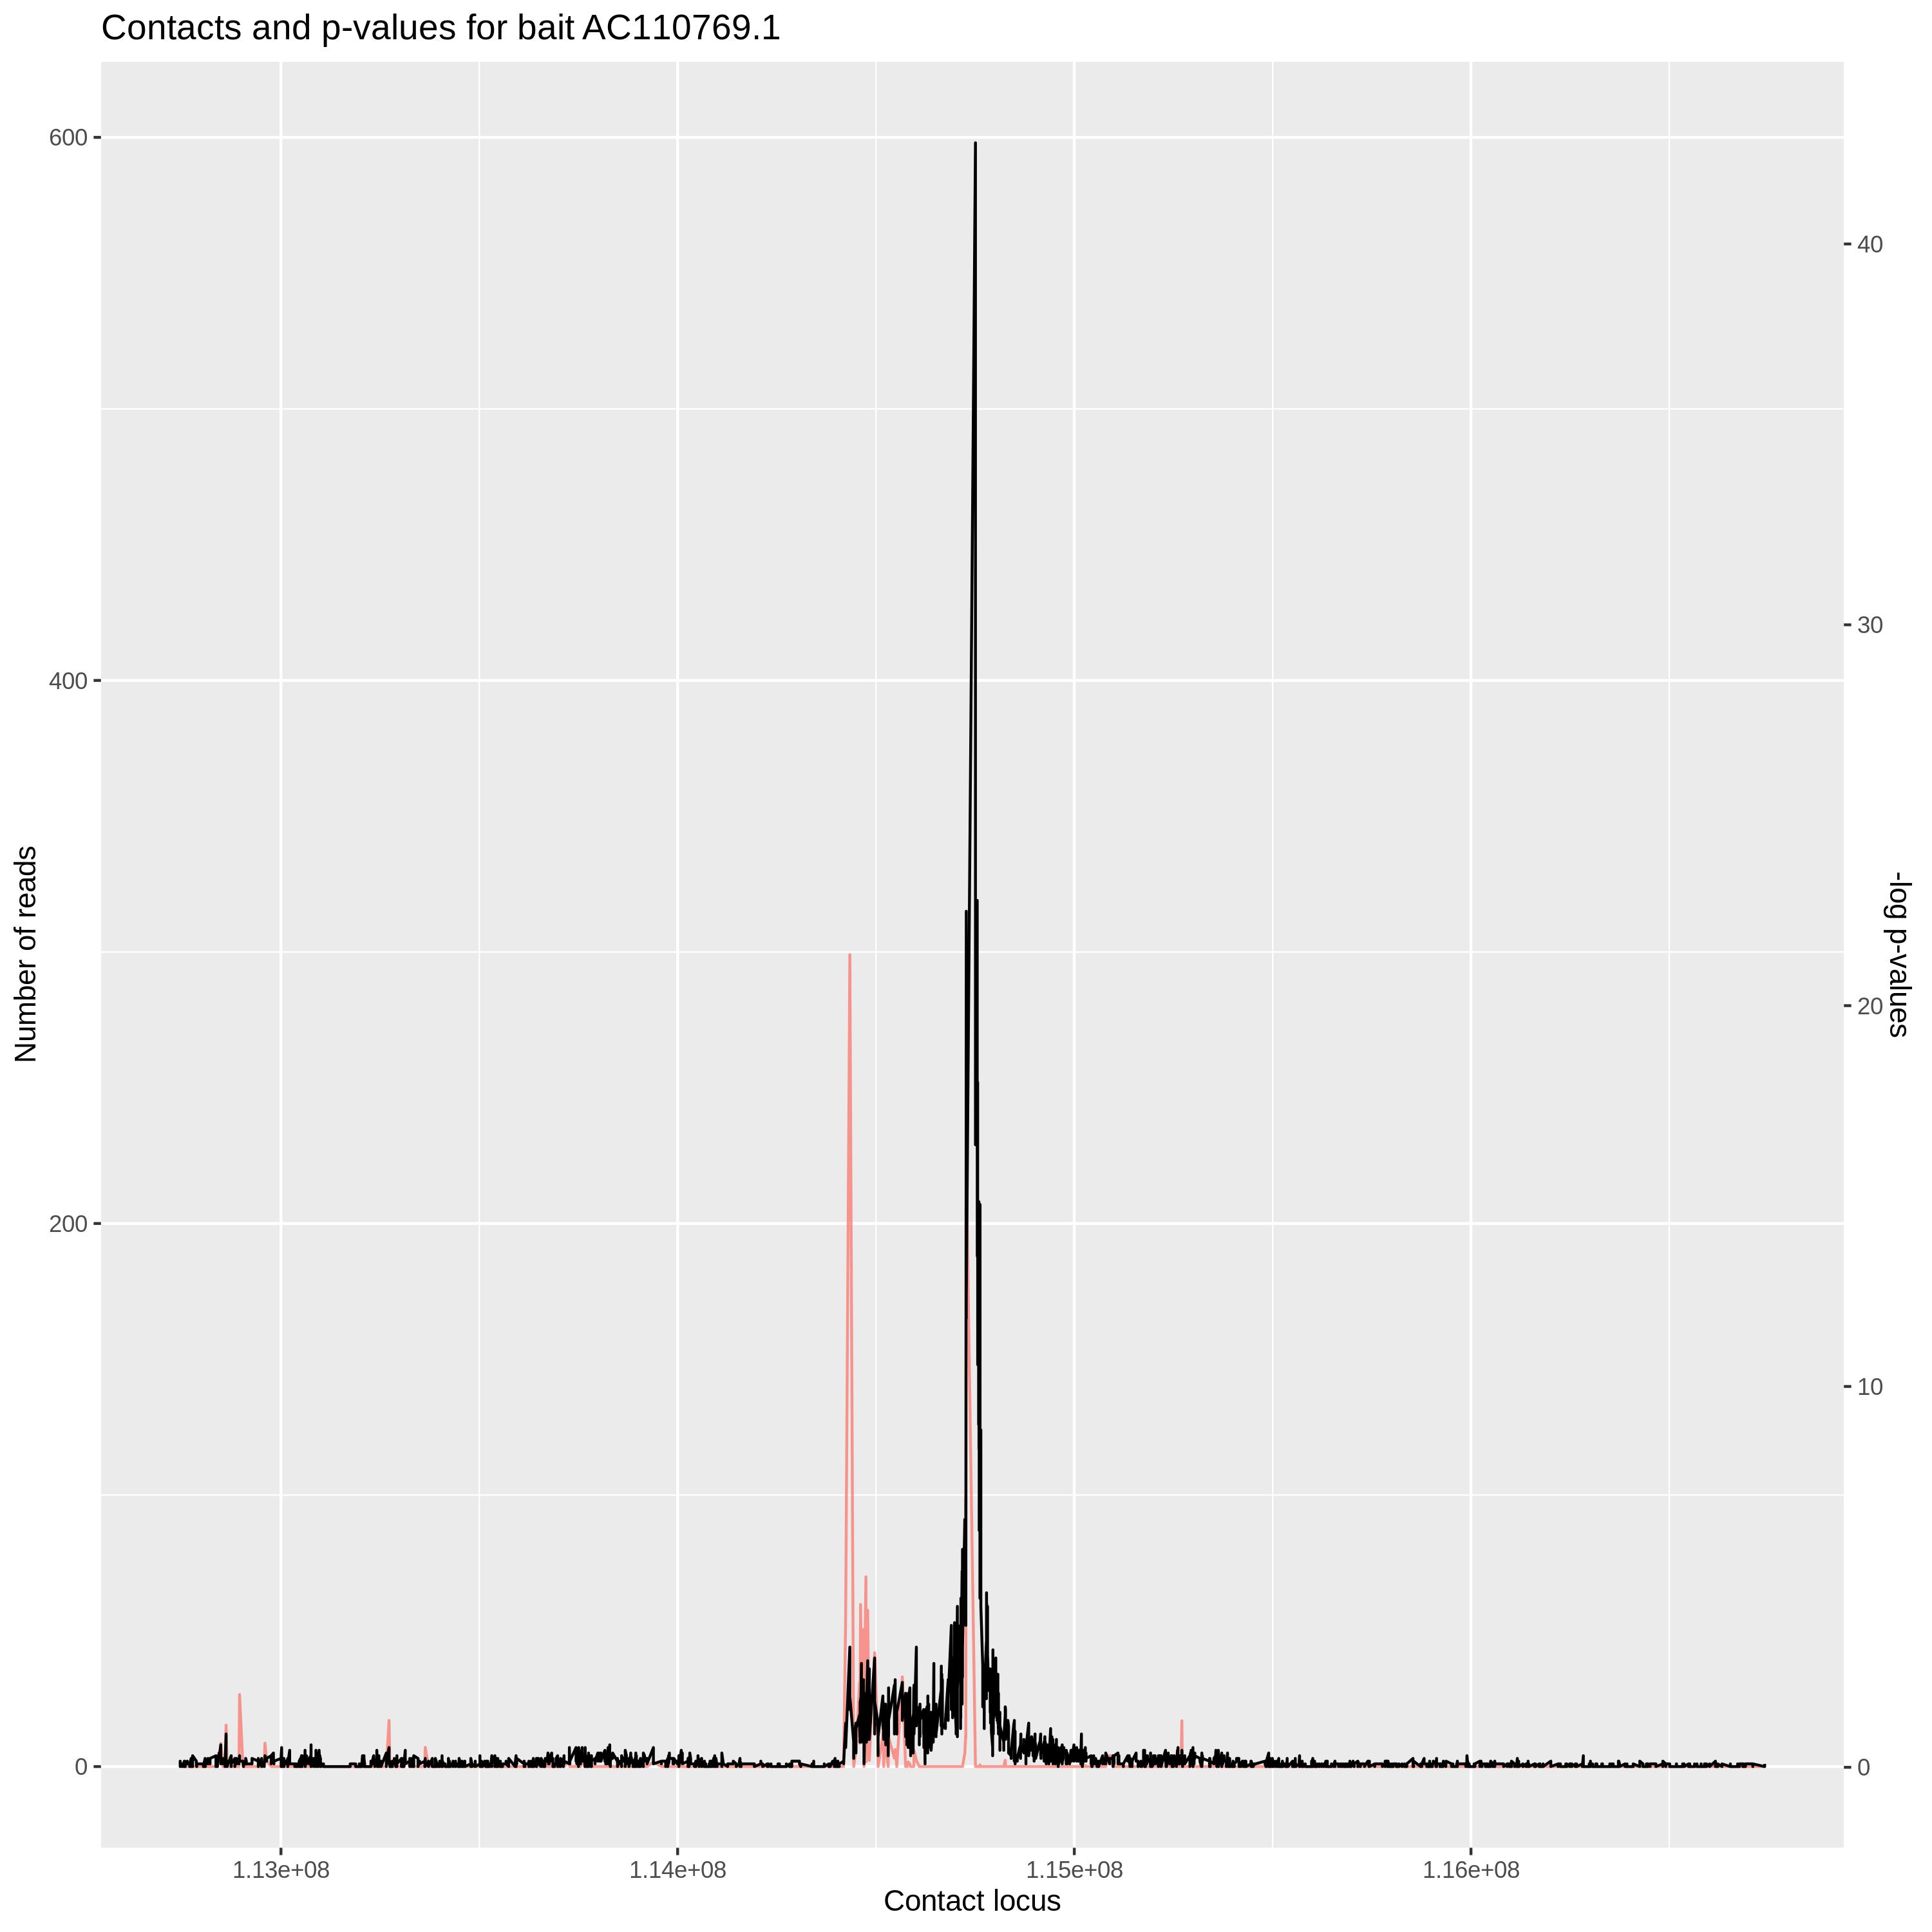 Contacts and p-values for bait AC110769.1
600
400
200
0
Number of reads
40
30
20
10
0
-log p-values
1.13e+08
1.14e+08
1.15e+08
1.16e+08
Contact locus